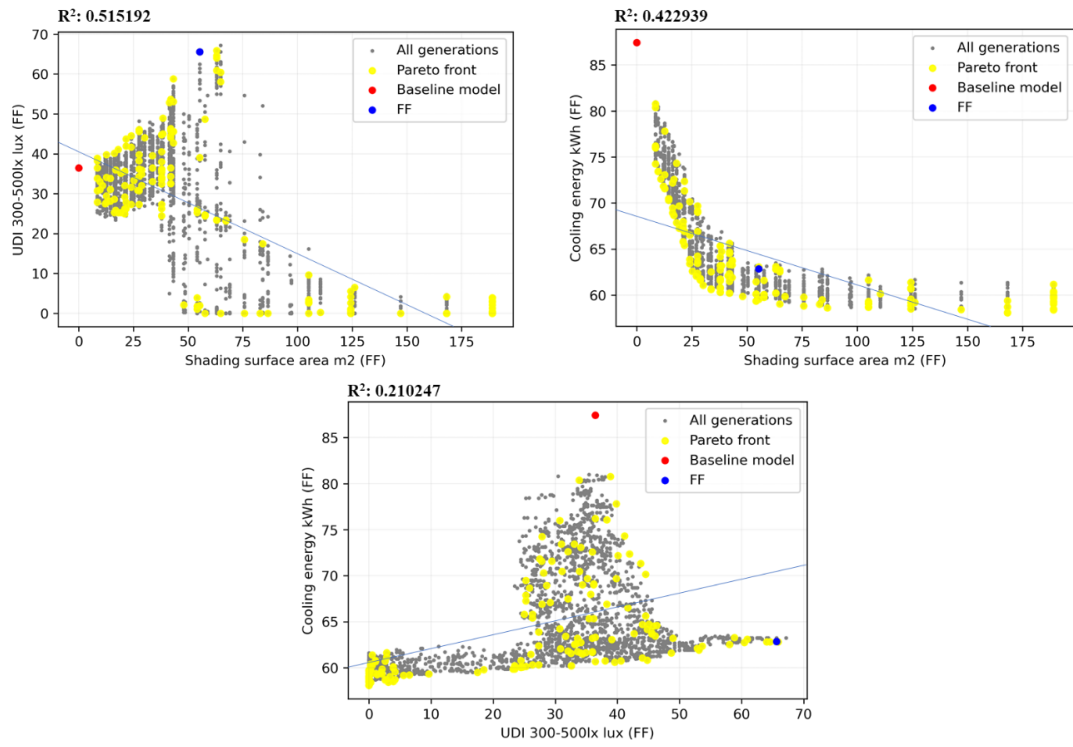 R²: 0.515192
70
60
50
40
30
20
10
0
UDI 300-500lx lux (FF)
All generations
Pareto front
Baseline model
FF
0 25 50 75 100 125 150 175
Shading surface area m2 (FF)
R²: 0.422939
85
80
75
70
65
60
Cooling energy kWh (FF)
All generations
Pareto front
Baseline model
FF
0 25 50 75 100 125 150 175
Shading surface area m2 (FF)
R²: 0.210247
85
80
75
70
65
60
Cooling energy kWh (FF)
All generations
Pareto front
Baseline model
FF
0 10 20 30 40 50 60 70
UDI 300-500lx lux (FF)